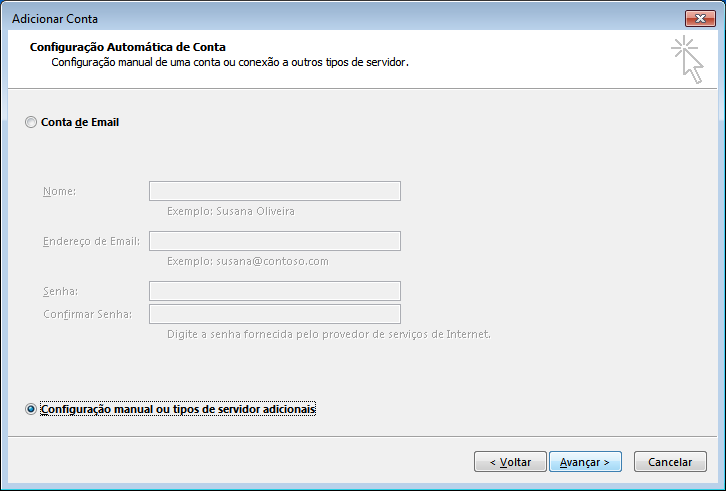 Adicionar Conta
Configuração Automática de Conta
Configuração manual de uma conta ou conexão a outros tipos de servidor.
Conta de Email
Nome:
Exemplo: Susana Oliveira
Endereço de Email:
Exemplo: susana@contoso.com
Senha:
Confirmar Senha:
Digite a senha fornecida pelo provedor de serviços de Internet.
Configuração manual ou tipos de servidor adicionais
< Voltar
Avançar >
Cancelar